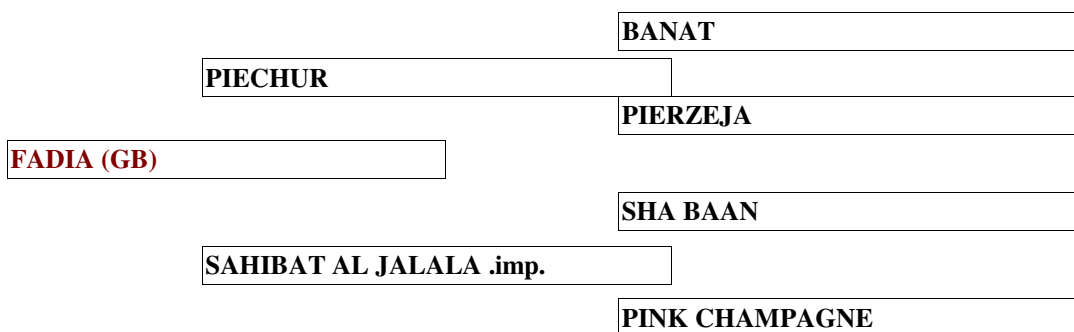 BANAT
PIECHUR
PIERZEJA
FADIA (GB)
SHA BAAN
SAHIBAT AL JALALA .imp.
PINK CHAMPAGNE